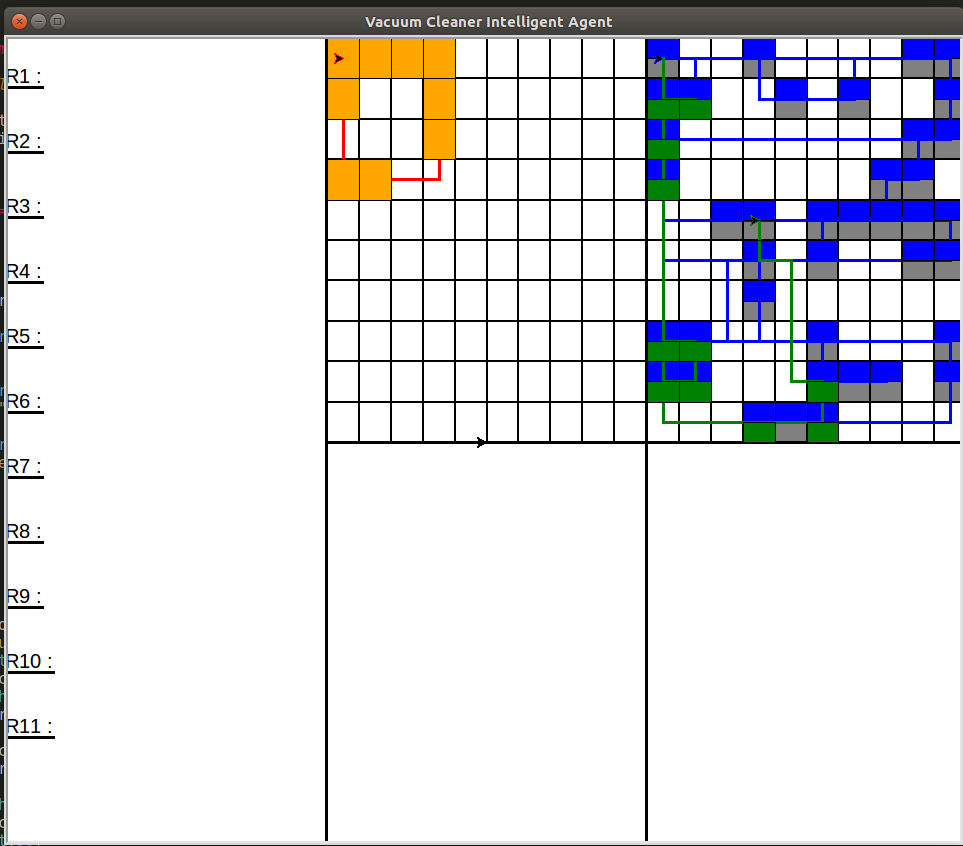 Vacuum Cleaner Intelligent Agent
R1 :
R2 :
R3 :
R4 :
R5 :
R6 :
R7 :
R8 :
R9 :
R10 :
R11 :